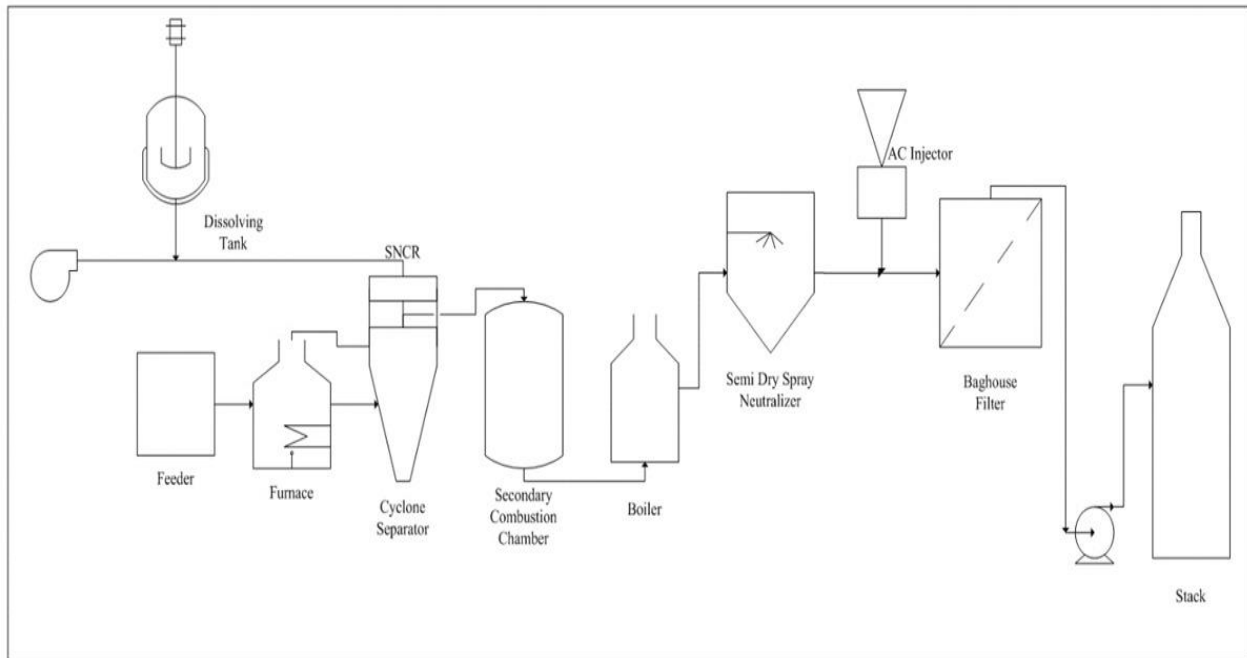 AC Injector
Dissolving
Tank
SNCR
Semi Dry Spray
Neutralizer
Baghouse
Filter
Feeder
Furnace
Cyclone
Separator
Secondary
Combustion
Chamber
Boiler
Stack